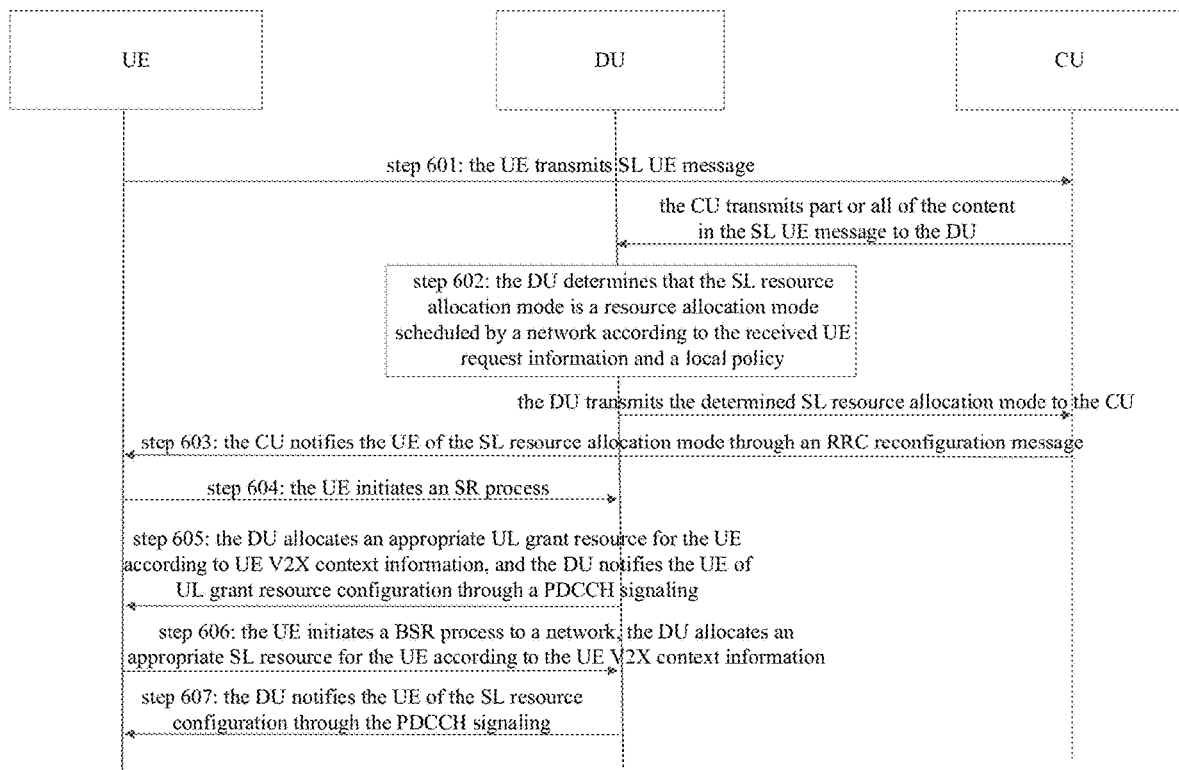 UE
DU
CU
step 601: the UE transmits SL UE message
the CU transmits part or all of the content
in the SL UE message to the DU
step 602: the DU determines that the SL resource
allocation mode is a resource allocation mode
scheduled by a network according to the received UE
request information and a local policy
the DU transmits the determined SL resource allocation mode to the CU
step 603: the CU notifies the UE of the SL resource allocation mode through an RRC reconfiguration message
step 604: the UE initiates an SR process
step 605: the DU allocates an appropriate UL grant resource for the UE
according to UE V2X context information, and the DU notifies the UE of
UL grant resource configuration through a PDCCH signaling
step 606: the UE initiates a BSR process to a network, the DU allocates an
appropriate SL resource for the UE according to the UE V2X context information
step 607: the DU notifies the UE of the SL resource
configuration through the PDCCH signaling